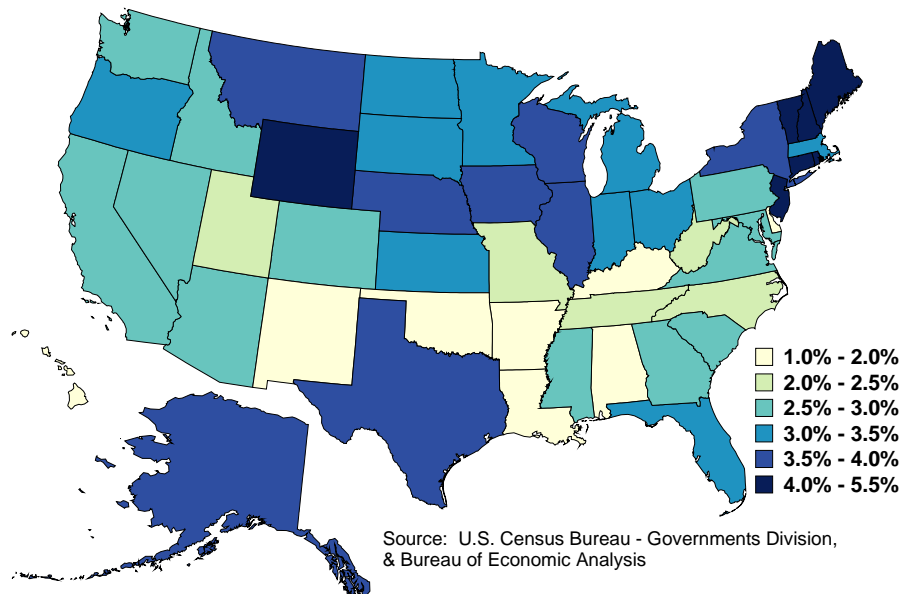 1.0% - 2.0%
2.0% - 2.5%
2.5% - 3.0%
3.0% - 3.5%
3.5% - 4.0%
4.0% - 5.5%
Source:  U.S. Census Bureau - Governments Division,
& Bureau of Economic Analysis